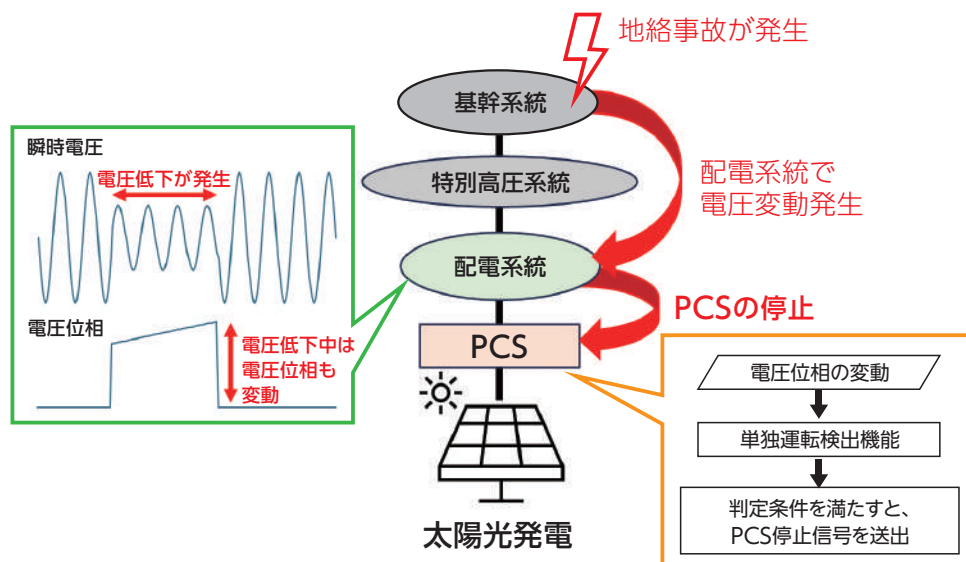 地絡事故が発生
基幹系統
特別高圧系統
配電系統で
電圧変動発生
配電系統
PCSの停止
PCS
太陽光発電
瞬時電圧
電圧低下が発生
電圧位相
電圧低下中は
電圧位相も
変動
電圧位相の変動
単独運転検出機能
判定条件を満たすと、
PCS停止信号を送出